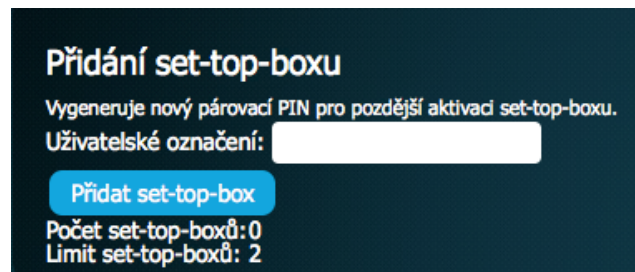 Přidání set-top-boxu
Vygeneruje nový párovací PIN pro pozdější aktivaci set-top-boxu.
Uživatelské označení:
Přidat set-top-box
Počet set-top-boxů:0
Limit set-top-boxů: 2